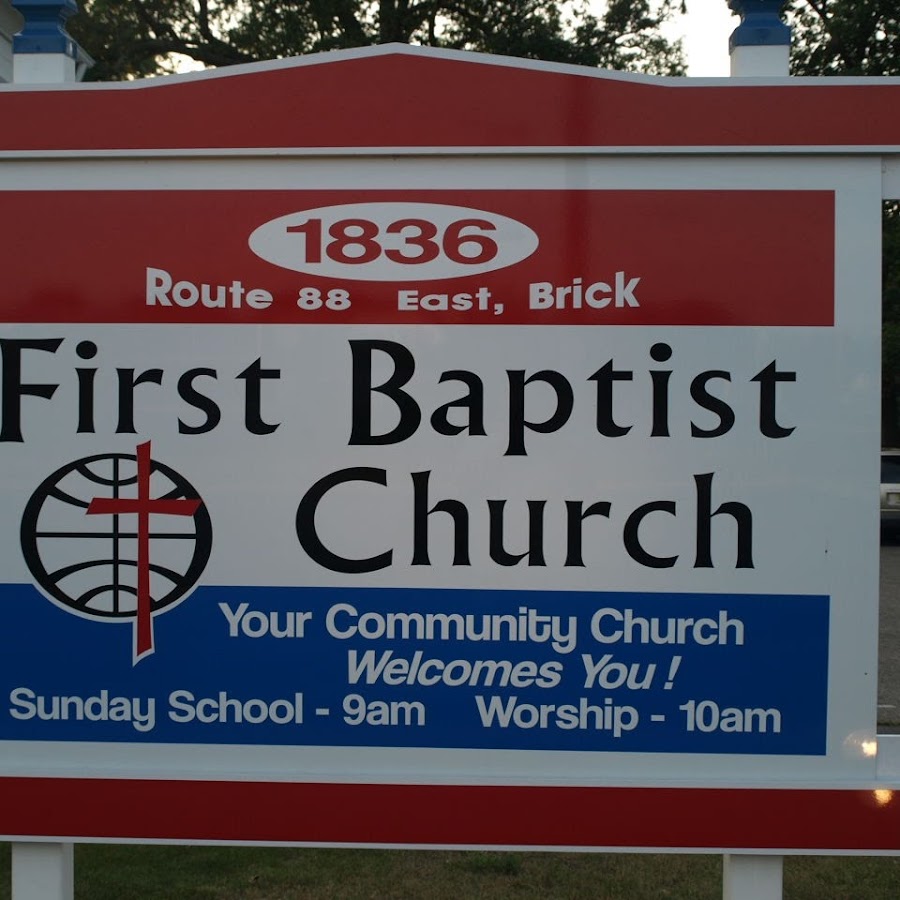 1836
Route 88 East, Brick
First Baptist
Church
Your Community Church
Welcomes You!
Sunday School - 9am Worship - 10am